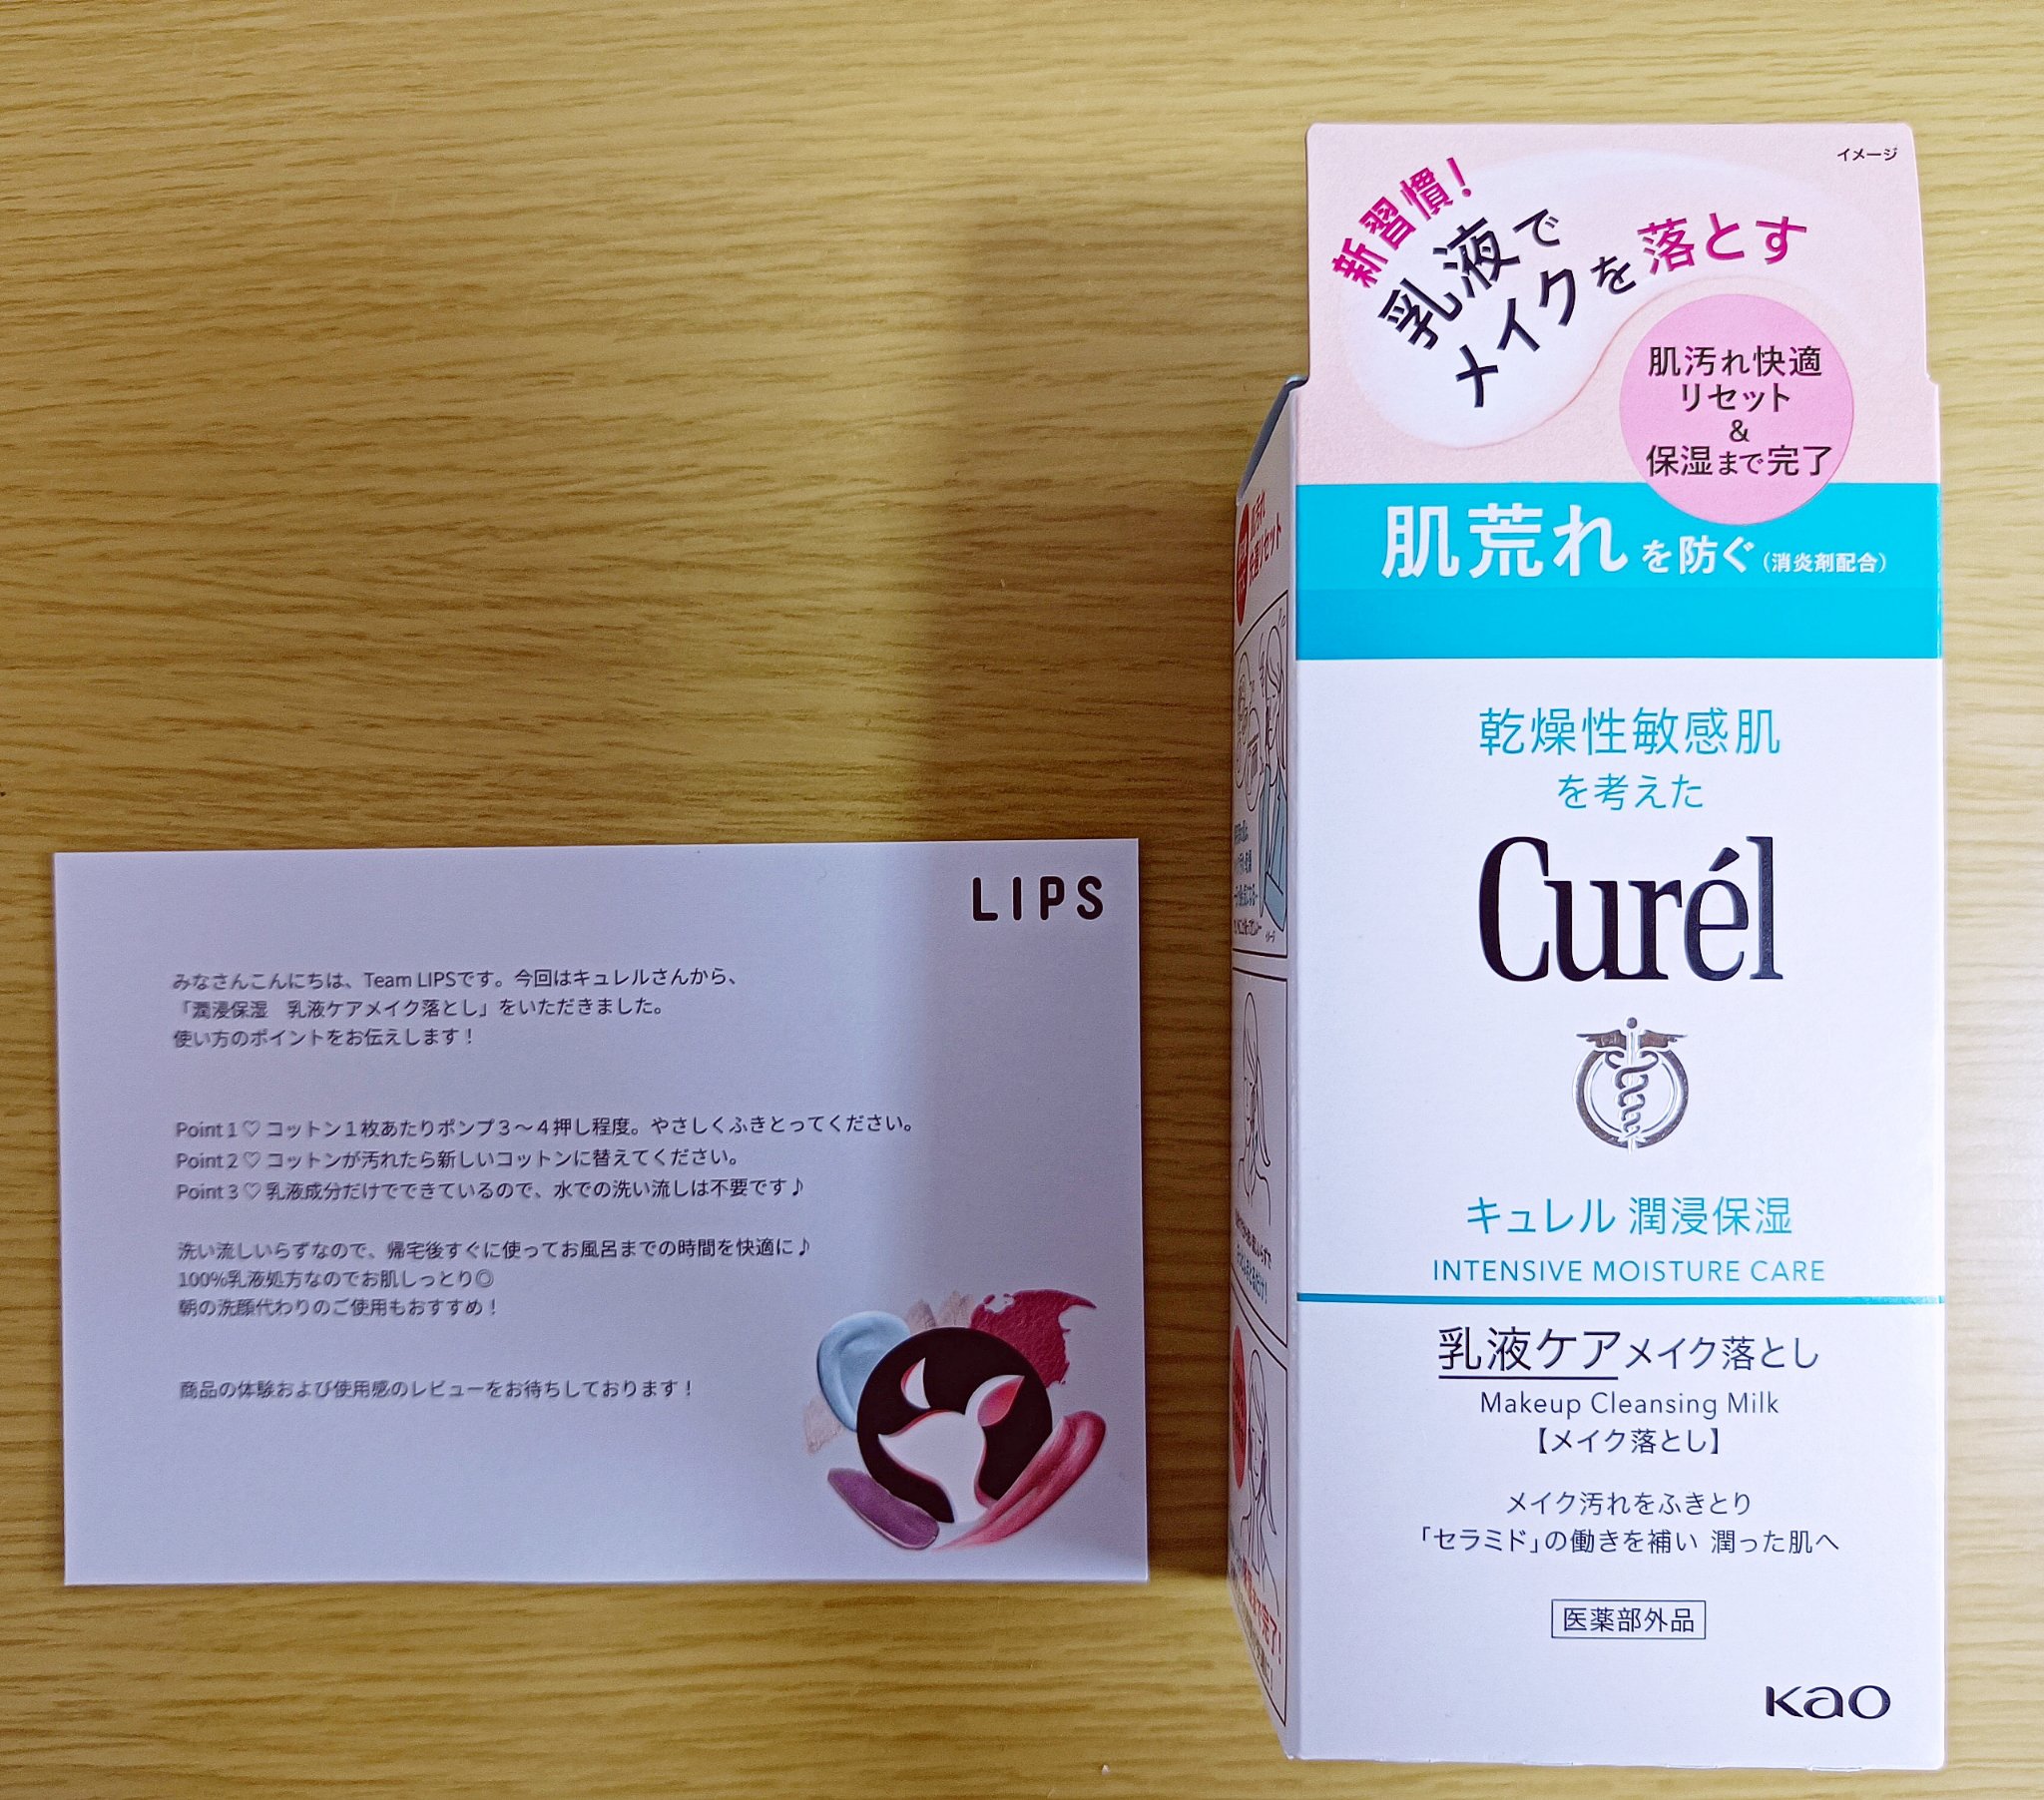 LIPS
みなさんこんにちは、Team LIPSです。今回はキュレルさんから、
「潤浸保湿　乳液ケアメイク落とし」をいただきました。
使い方のポイントをお伝えします！
Point 1♡ コットン１枚あたりポンプ３～４押し程度。やさしくふきとってください。
Point 2♡ コットンが汚れたら新しいコットンに替えてください。
Point 3♡ 乳液成分だけでできているので、水での洗い流しは不要です♪
洗い流しいらずなので、帰宅後すぐに使ってお風呂までの時間を快適に♪
100%乳液処方なのでお肌しっとり◎
朝の洗顔代わりのご使用もおすすめ！
商品の体験および使用感のレビューをお待ちしております！
イメージ
新習慣！
乳液で
メイクを落とす
肌汚れ快適
リセット
&
保湿まで完了
肌荒れを防ぐ（消炎剤配合）
乾燥性敏感肌
を考えた
Curél
キュレル 潤浸保湿
INTENSIVE MOISTURE CARE
乳液ケアメイク落とし
Makeup Cleansing Milk
【メイク落とし】
メイク汚れをふきとり
「セラミド」の働きを補い 潤った肌へ
医薬部外品
Kao